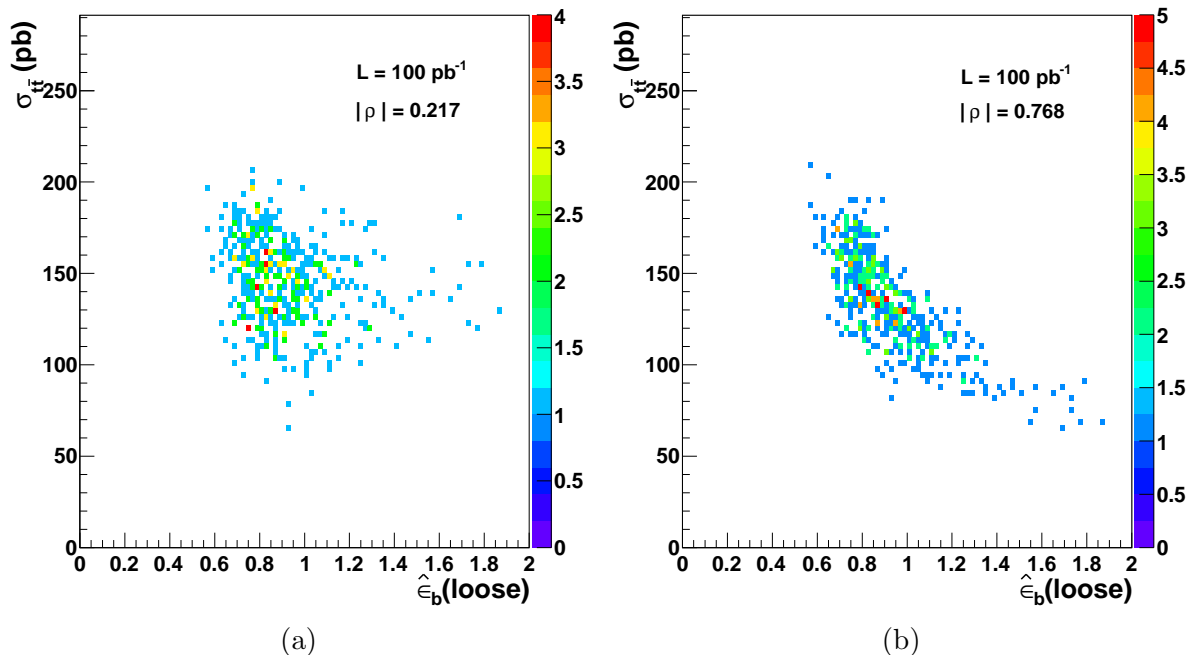 σtt̄ (pb)
L = 100 pb-1
| ρ | = 0.217
250
200
150
100
50
0
0 0.2 0.4 0.6 0.8 1 1.2 1.4 1.6 1.8 2
ε̂b(loose)
4
3.5
3
2.5
2
1.5
1
0.5
0
(a)
σtt̄ (pb)
L = 100 pb-1
| ρ | = 0.768
250
200
150
100
50
0
0 0.2 0.4 0.6 0.8 1 1.2 1.4 1.6 1.8 2
ε̂b(loose)
5
4.5
4
3.5
3
2.5
2
1.5
1
0.5
0
(b)